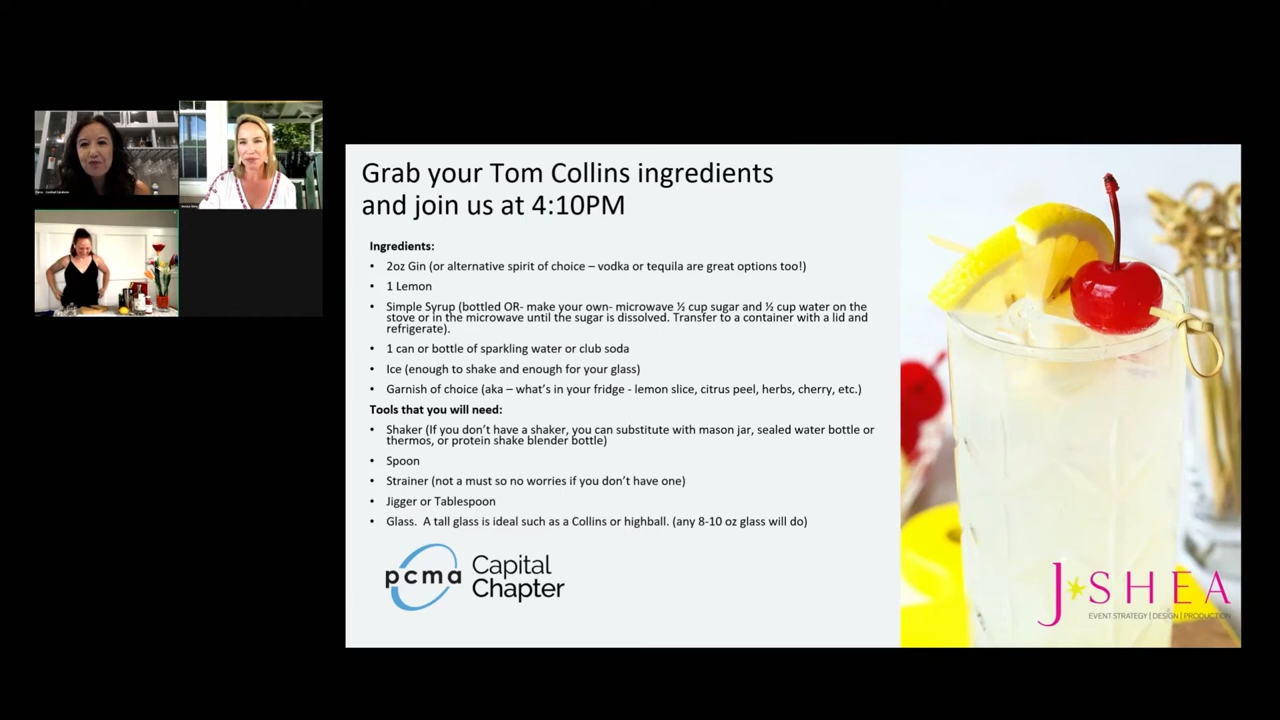 Grab your Tom Collins ingredients
and join us at 4:10PM
Ingredients:
• 2oz Gin (or alternative spirit of choice – vodka or tequila are great options too!)
• 1 Lemon
• Simple Syrup (bottled OR- make your own- microwave ½ cup sugar and ½ cup water on the
stove or in the microwave until the sugar is dissolved. Transfer to a container with a lid and
refrigerate).
• 1 can or bottle of sparkling water or club soda
• Ice (enough to shake and enough for your glass)
• Garnish of choice (aka – what’s in your fridge - lemon slice, citrus peel, herbs, cherry, etc.)
Tools that you will need:
• Shaker (If you don’t have a shaker, you can substitute with mason jar, sealed water bottle or
thermos, or protein shake blender bottle)
• Spoon
• Strainer (not a must so no worries if you don’t have one)
• Jigger or Tablespoon
• Glass. A tall glass is ideal such as a Collins or highball. (any 8-10 oz glass will do)
pcma Capital
Chapter
J*SHEA
EVENT STRATEGY | DESIGN | PRODUCTION